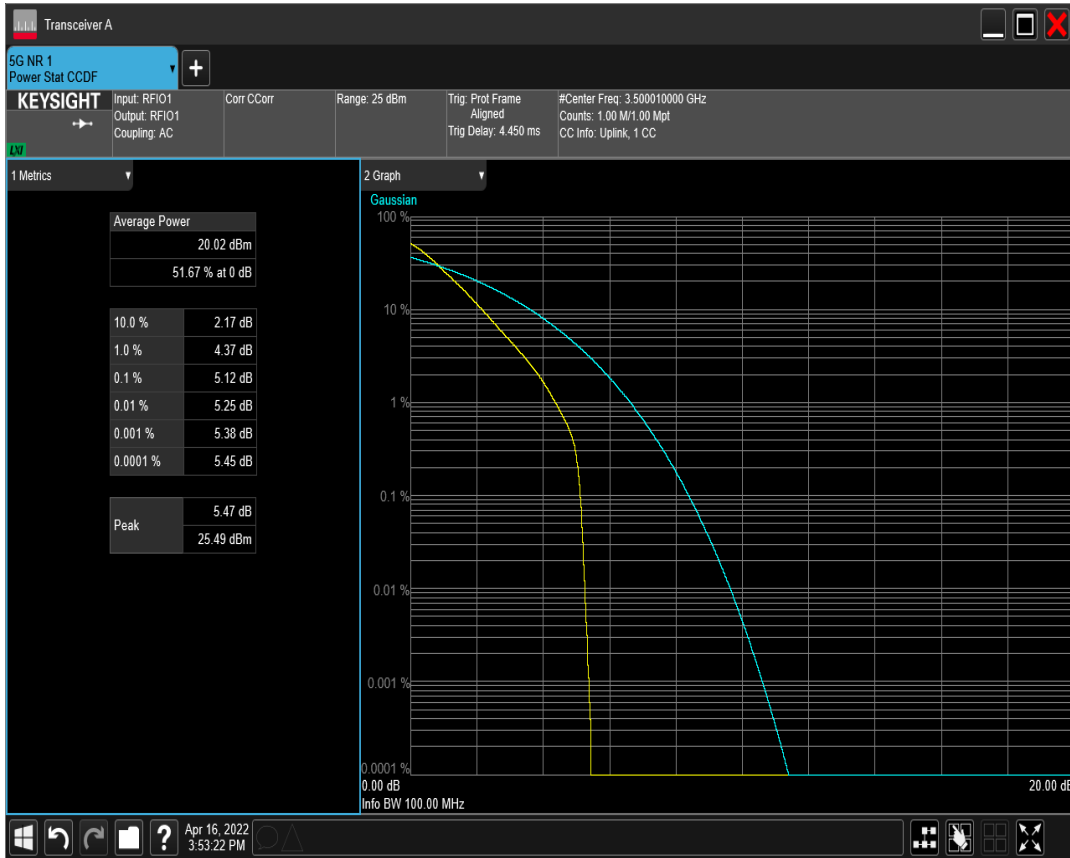 Transceiver A
5G NR 1
Power Stat CCDF
+
KEYSIGHT
LXI
Input: RFIO1
Output: RFIO1
Coupling: AC
Corr CCorr
Range: 25 dBm
Trig: Prot Frame
Aligned
Trig Delay: 4.450 ms
#Center Freq: 3.500010000 GHz
Counts: 1.00 M/1.00 Mpt
CC Info: Uplink, 1 CC
1 Metrics
Average Power
20.02 dBm
51.67 % at 0 dB
10.0 % 2.17 dB
1.0 % 4.37 dB
0.1 % 5.12 dB
0.01 % 5.25 dB
0.001 % 5.38 dB
0.0001 % 5.45 dB
Peak
5.47 dB
25.49 dBm
2 Graph
Gaussian
100 %
10 %
1 %
0.1 %
0.01 %
0.001 %
0.0001 %
0.00 dB
20.00 dB
Info BW 100.00 MHz
?
Apr 16, 2022
3:53:22 PM